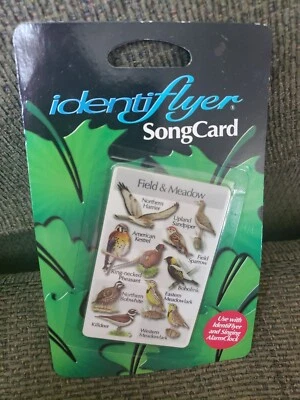 identiflyer
SongCard
Field & Meadow
Northern
Harrier
Upland
Sandpiper
American
Kestrel
Field
Sparrow
Ring-necked
Pheasant
Bobolink
Northern
Bobwhite
Eastern
Meadowlark
Killdeer
Western
Meadowlark
Use with
IdentiFlyer
and Singing
AlarmClock